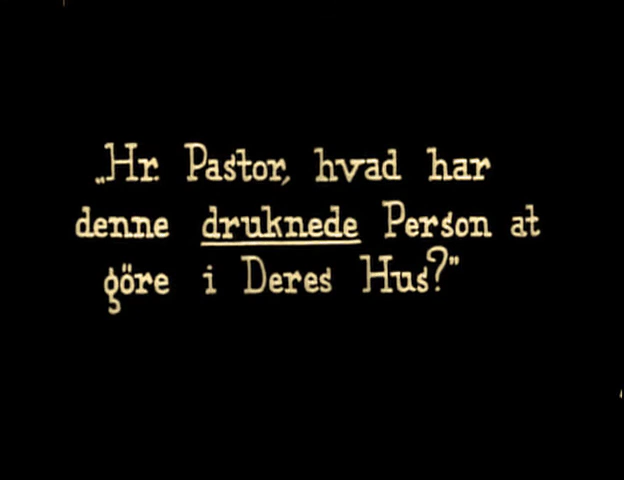 „Hr. Pastor, hvad har
denne druknede Person at
göre i Deres Hus?”